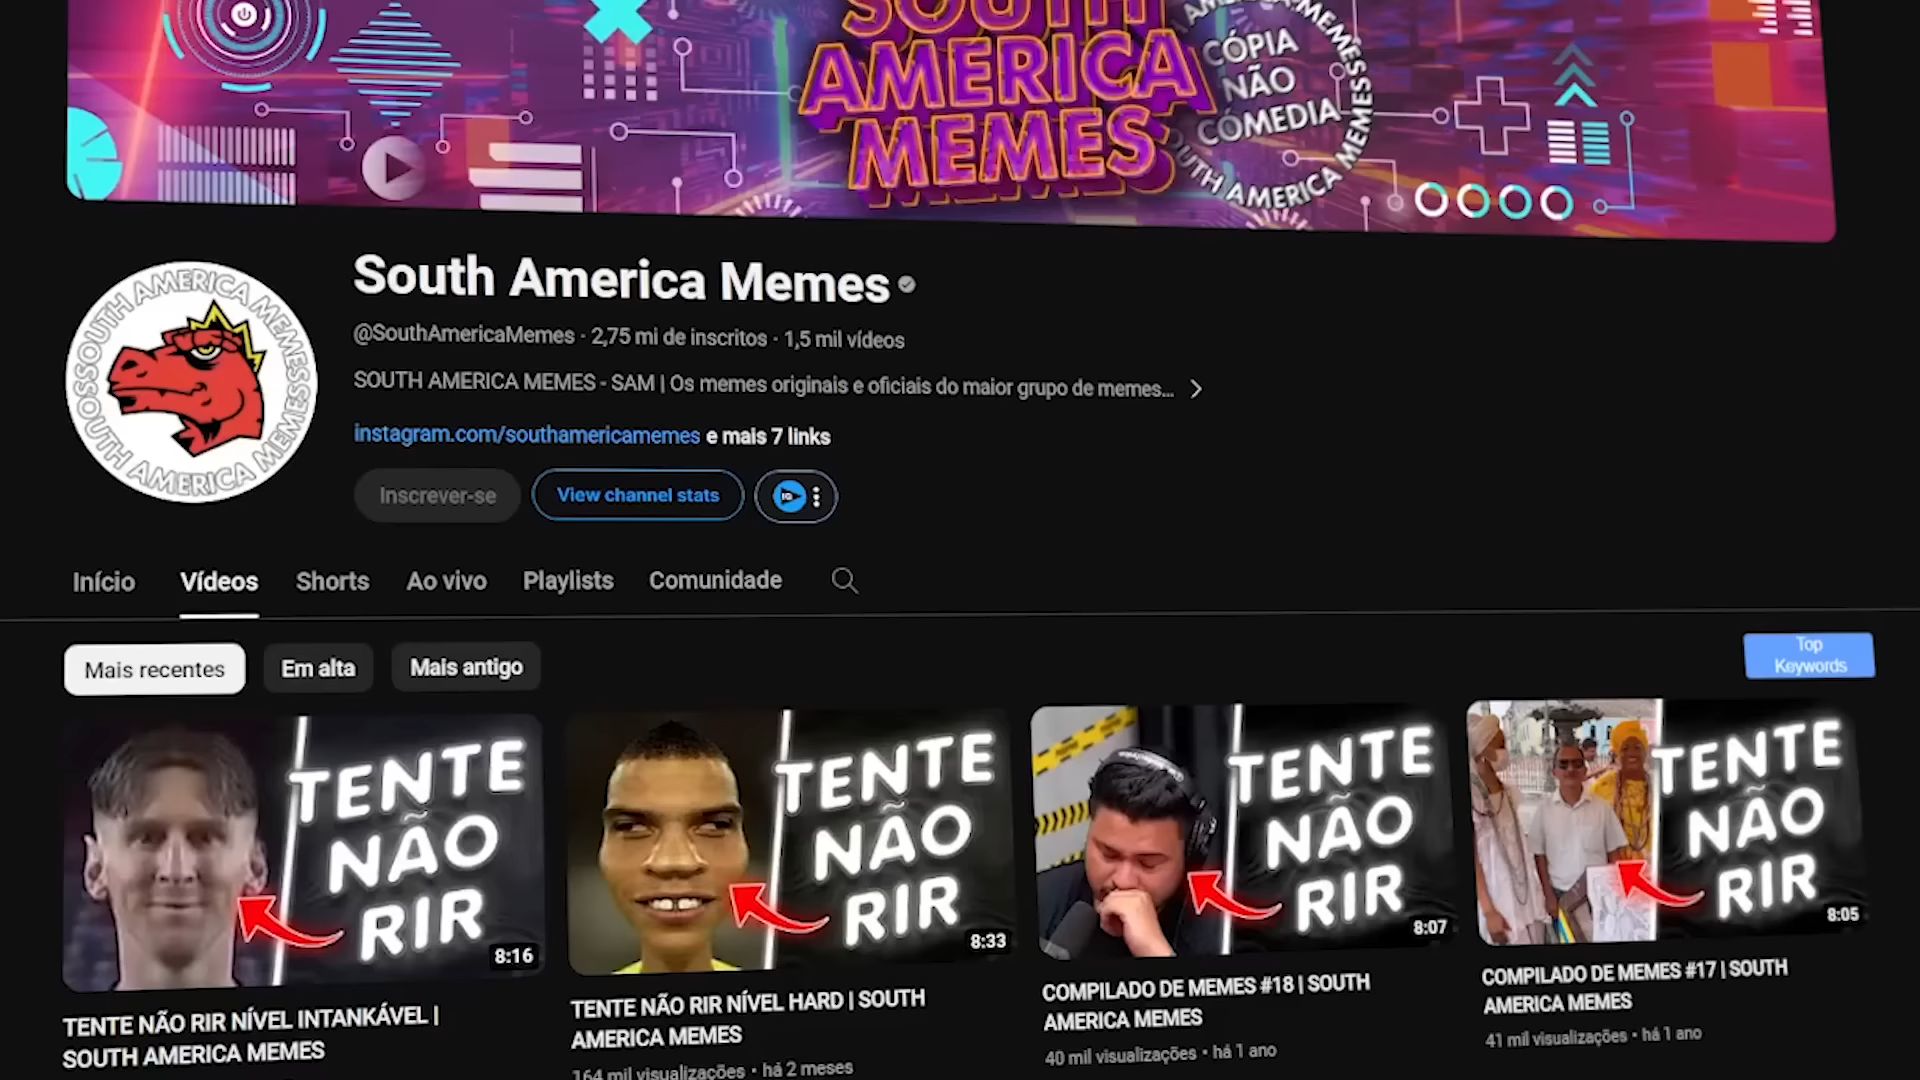 SOUTH
AMERICA
MEMES
CÓPIA
NÃO
COMÉDIA
SOUTH AMERICA MEMES
South America Memes
@SouthAmericaMemes · 2,75 mi de inscritos · 1,5 mil vídeos
SOUTH AMERICA MEMES - SAM | Os memes originais e oficiais do maior grupo de memes...
instagram.com/southamericamemes e mais 7 links
Inscrever-se
View channel stats
IQ
Início
Vídeos
Shorts
Ao vivo
Playlists
Comunidade
Mais recentes
Em alta
Mais antigo
Top
Keywords
TENTE
NÃO
RIR
8:16
TENTE
NÃO
RIR
8:33
TENTE
NÃO
RIR
8:07
TENTE
NÃO
RIR
8:05
TENTE NÃO RIR NÍVEL INTANKÁVEL |
SOUTH AMERICA MEMES
TENTE NÃO RIR NÍVEL HARD | SOUTH
AMERICA MEMES
164 mil visualizações • há 2 meses
COMPILADO DE MEMES #18 | SOUTH
AMERICA MEMES
40 mil visualizações • há 1 ano
COMPILADO DE MEMES #17 | SOUTH
AMERICA MEMES
41 mil visualizações • há 1 ano